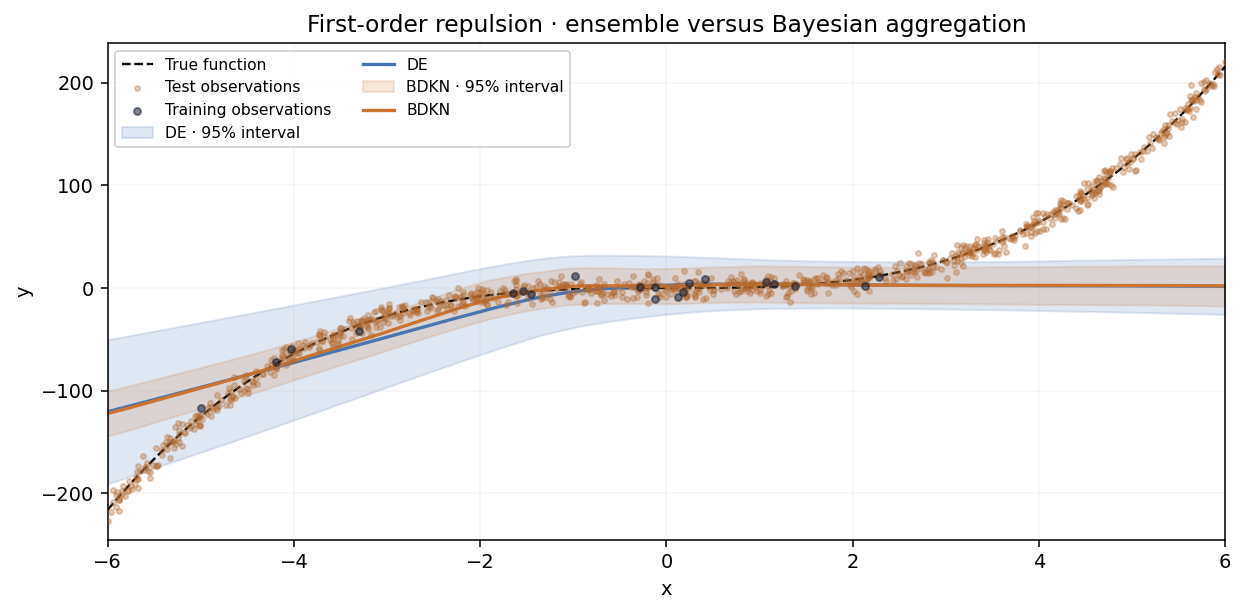 First-order repulsion · ensemble versus Bayesian aggregation
True function
Test observations
Training observations
DE · 95% interval
DE
BDKN · 95% interval
BDKN
200
100
0
−100
−200
y
−6
−4
−2
0
2
4
6
x